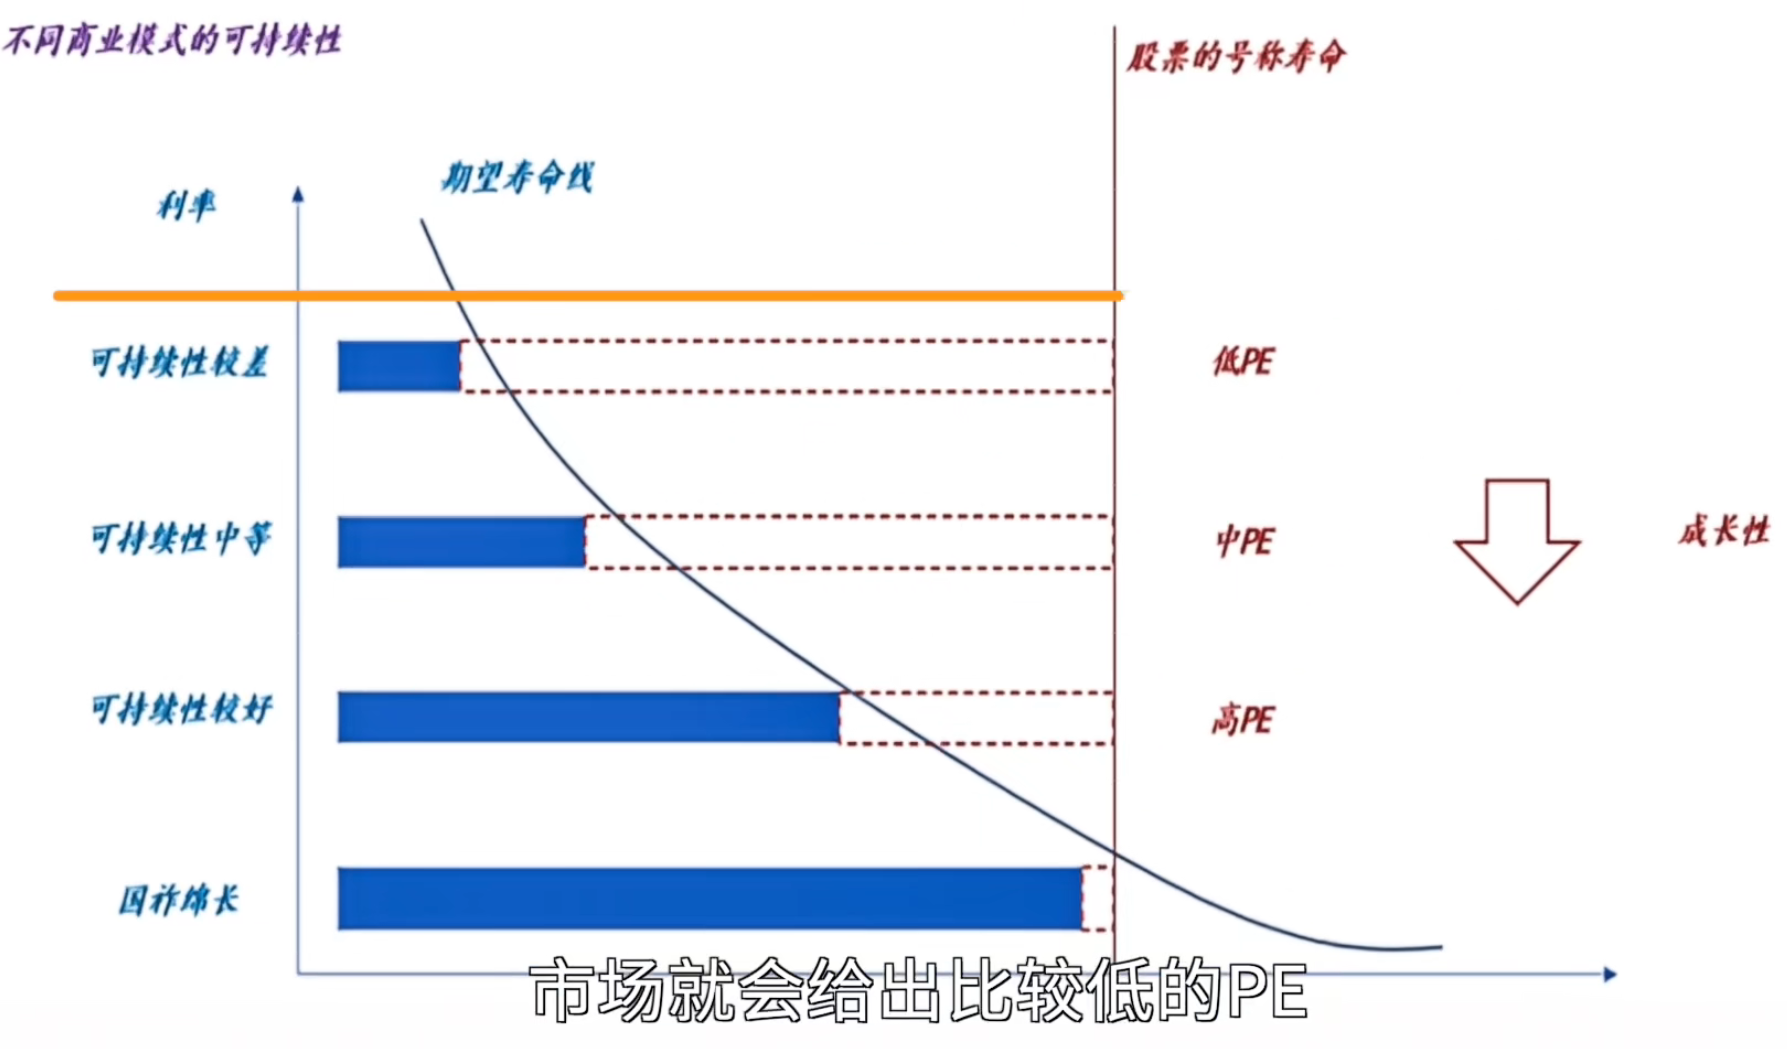 不同商业模式的可持续性
股票的号称寿命
期望寿命线
利率
可持续性较差
低PE
可持续性中等
中PE
成长性
可持续性较好
高PE
国祚绵长
市场就会给出比较低的PE